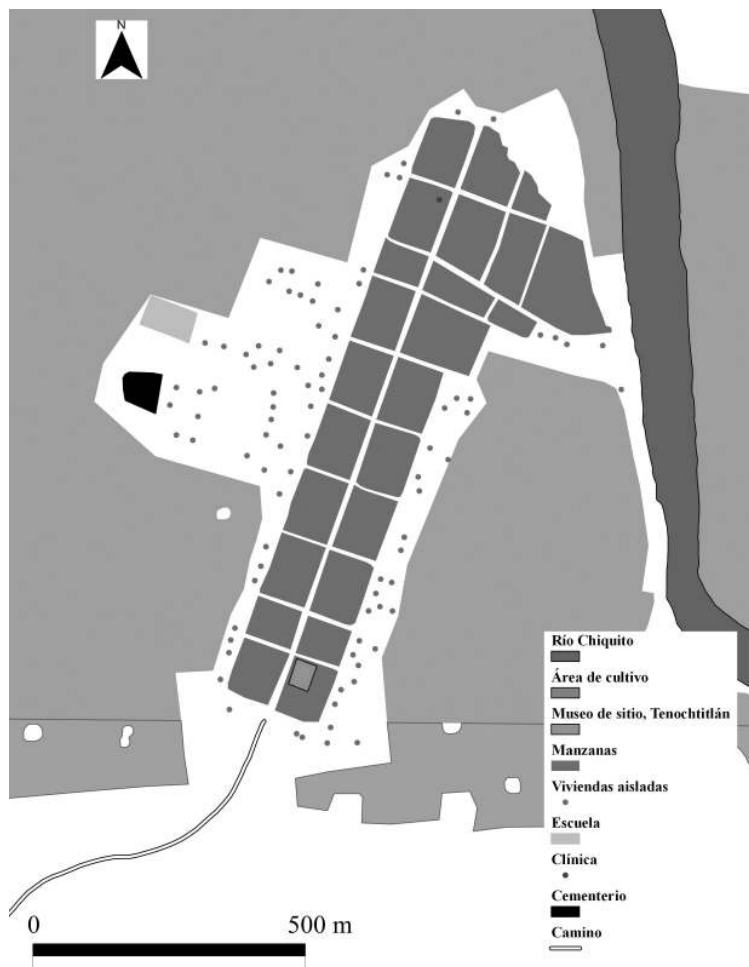 N
Río Chiquito
Área de cultivo
Museo de sitio, Tenochtitlán
Manzanas
Viviendas aisladas
Escuela
Clínica
Cementerio
Camino
0 500 m